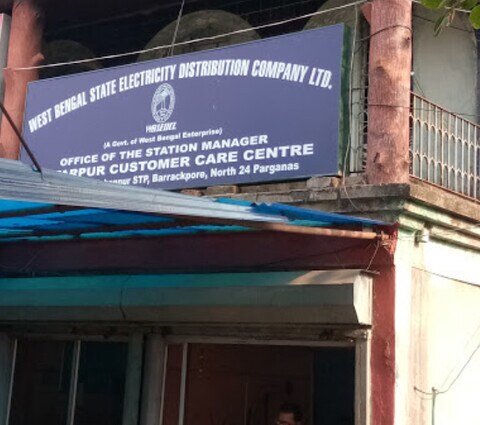 WEST BENGAL STATE ELECTRICITY DISTRIBUTION COMPANY LTD.
WBSEDCL
(A Govt. of West Bengal Enterprise)
OFFICE OF THE STATION MANAGER
CUSTOMER CARE CENTRE
STP, Barrackpore, North 24 Parganas